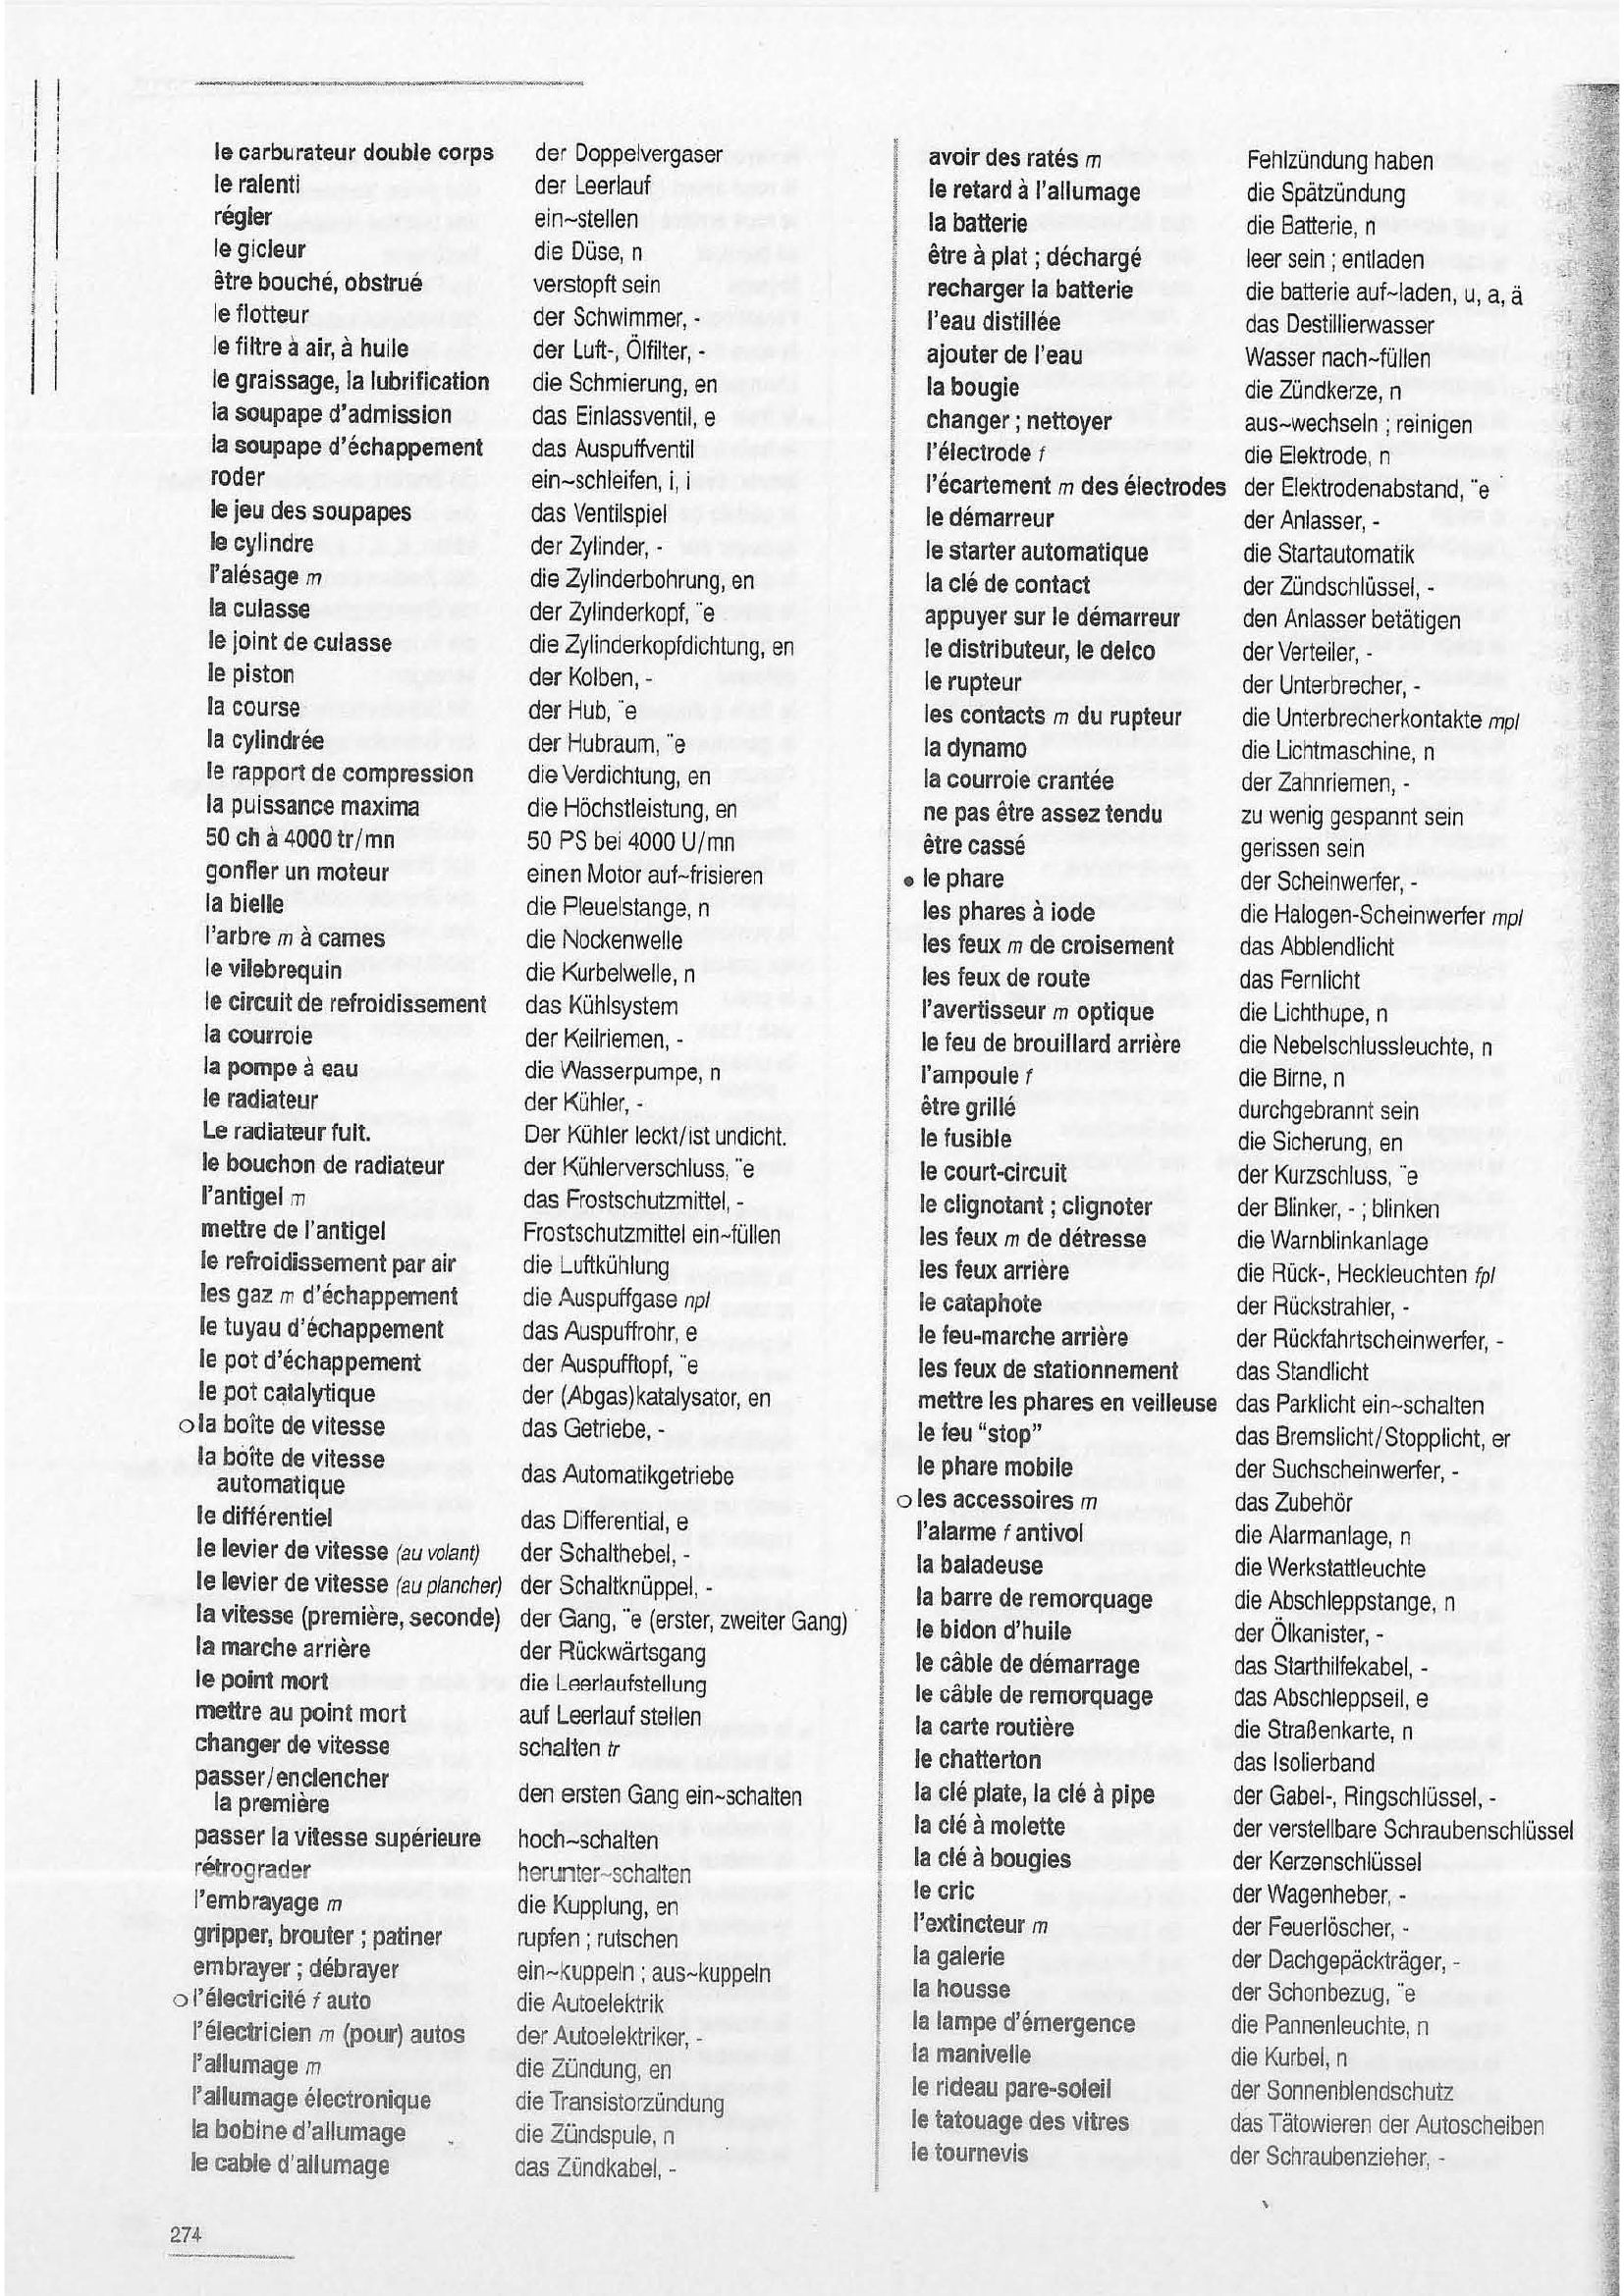 le carburateur double corps der Doppelvergaser
le ralenti der Leerlauf
régler ein~stellen
le gicleur die Düse, n
être bouché, obstrué verstopft sein
le flotteur der Schwimmer, -
le filtre à air, à huile der Luft-, Ölfilter, -
le graissage, la lubrification die Schmierung, en
la soupape d'admission das Einlassventil, e
la soupape d'échappement das Auspuffventil
roder ein~schleifen, i, i
le jeu des soupapes das Ventilspiel
le cylindre der Zylinder, -
l'alésage m die Zylinderbohrung, en
la culasse der Zylinderkopf, ¨e
le joint de culasse die Zylinderkopfdichtung, en
le piston der Kolben, -
la course der Hub, ¨e
la cylindrée der Hubraum, ¨e
le rapport de compression die Verdichtung, en
la puissance maxima die Höchstleistung, en
50 ch à 4000 tr/mn 50 PS bei 4000 U/mn
gonfler un moteur einen Motor auf~frisieren
la bielle die Pleuelstange, n
l'arbre m à cames die Nockenwelle
le vilebrequin die Kurbelwelle, n
le circuit de refroidissement das Kühlsystem
la courroie der Keilriemen, -
la pompe à eau die Wasserpumpe, n
le radiateur der Kühler, -
Le radiateur fuit. Der Kühler leckt/ist undicht.
le bouchon de radiateur der Kühlerverschluss, ¨e
l'antigel m das Frostschutzmittel, -
mettre de l'antigel Frostschutzmittel ein~füllen
le refroidissement par air die Luftkühlung
les gaz m d'échappement die Auspuffgase npl
le tuyau d'échappement das Auspuffrohr, e
le pot d'échappement der Auspufftopf, ¨e
le pot catalytique der (Abgas)katalysator, en
o la boîte de vitesse das Getriebe, -
la boîte de vitesse
automatique das Automatikgetriebe
le différentiel das Differential, e
le levier de vitesse (au volant) der Schalthebel, -
le levier de vitesse (au plancher) der Schaltknüppel, -
la vitesse (première, seconde) der Gang, ¨e (erster, zweiter Gang)
la marche arrière der Rückwärtsgang
le point mort die Leerlaufstellung
mettre au point mort auf Leerlauf stellen
changer de vitesse schalten tr
passer/enclencher
la première den ersten Gang ein~schalten
passer la vitesse supérieure hoch~schalten
rétrograder herunter~schalten
l'embrayage m die Kupplung, en
gripper, brouter ; patiner rupfen ; rutschen
embrayer ; débrayer ein~kuppeln ; aus~kuppeln
o l'électricité f auto die Autoelektrik
l'électricien m (pour) autos der Autoelektriker, -
l'allumage m die Zündung, en
l'allumage électronique die Transistorzündung
la bobine d'allumage die Zündspule, n
le cable d'allumage das Zündkabel, -
274
avoir des ratés m Fehlzündung haben
le retard à l'allumage die Spätzündung
la batterie die Batterie, n
être à plat ; déchargé leer sein ; entladen
recharger la batterie die batterie auf~laden, u, a, ä
l'eau distillée das Destillierwasser
ajouter de l'eau Wasser nach~füllen
la bougie die Zündkerze, n
changer ; nettoyer aus~wechseln ; reinigen
l'électrode f die Elektrode, n
l'écartement m des électrodes der Elektrodenabstand, ¨e
le démarreur der Anlasser, -
le starter automatique die Startautomatik
la clé de contact der Zündschlüssel, -
appuyer sur le démarreur den Anlasser betätigen
le distributeur, le delco der Verteiler, -
le rupteur der Unterbrecher, -
les contacts m du rupteur die Unterbrecherkontakte mpl
la dynamo die Lichtmaschine, n
la courroie crantée der Zahnriemen, -
ne pas être assez tendu zu wenig gespannt sein
être cassé gerissen sein
• le phare der Scheinwerfer, -
les phares à iode die Halogen-Scheinwerfer mpl
les feux m de croisement das Abblendlicht
les feux de route das Fernlicht
l'avertisseur m optique die Lichthupe, n
le feu de brouillard arrière die Nebelschlussleuchte, n
l'ampoule f die Birne, n
être grillé durchgebrannt sein
le fusible die Sicherung, en
le court-circuit der Kurzschluss, ¨e
le clignotant ; clignoter der Blinker, - ; blinken
les feux m de détresse die Warnblinkanlage
les feux arrière die Rück-, Heckleuchten fpl
le cataphote der Rückstrahler, -
le feu-marche arrière der Rückfahrtscheinwerfer, -
les feux de stationnement das Standlicht
mettre les phares en veilleuse das Parklicht ein~schalten
le feu "stop" das Bremslicht/Stopplicht, er
le phare mobile der Suchscheinwerfer, -
o les accessoires m das Zubehör
l'alarme f antivol die Alarmanlage, n
la baladeuse die Werkstattleuchte
la barre de remorquage die Abschleppstange, n
le bidon d'huile der Ölkanister, -
le câble de démarrage das Starthilfekabel, -
le câble de remorquage das Abschleppseil, e
la carte routière die Straßenkarte, n
le chatterton das Isolierband
la clé plate, la clé à pipe der Gabel-, Ringschlüssel, -
la clé à molette der verstellbare Schraubenschlüssel
la clé à bougies der Kerzenschlüssel
le cric der Wagenheber, -
l'extincteur m der Feuerlöscher, -
la galerie der Dachgepäckträger, -
la housse der Schonbezug, ¨e
la lampe d'émergence die Pannenleuchte, n
la manivelle die Kurbel, n
le rideau pare-soleil der Sonnenblendschutz
le tatouage des vitres das Tätowieren der Autoscheiben
le tournevis der Schraubenzieher, -